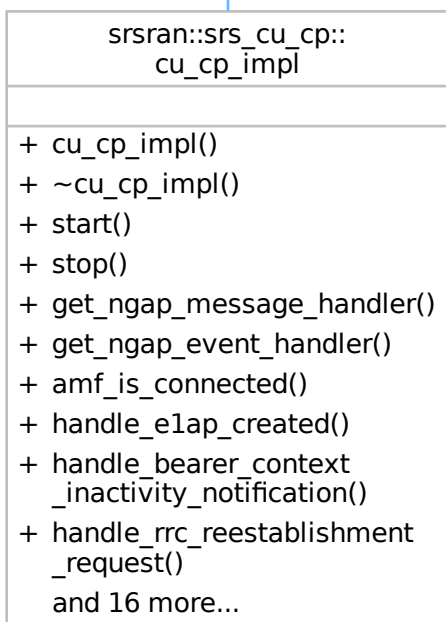 srsran::srs_cu_cp::
cu_cp_impl
+ cu_cp_impl()
+ ~cu_cp_impl()
+ start()
+ stop()
+ get_ngap_message_handler()
+ get_ngap_event_handler()
+ amf_is_connected()
+ handle_e1ap_created()
+ handle_bearer_context
_inactivity_notification()
+ handle_rrc_reestablishment
_request()
and 16 more...